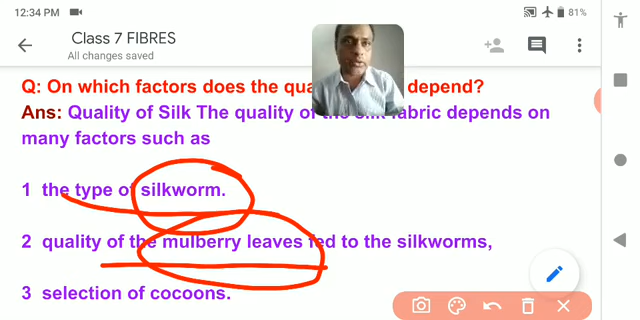 12:34 PM
81%
Class 7 FIBRES
All changes saved
Q: On which factors does the depend?
Ans: Quality of Silk The quality of the silk fabric depends on
many factors such as
1 the type of silkworm.
2 quality of the mulberry leaves fed to the silkworms,
3 selection of cocoons.